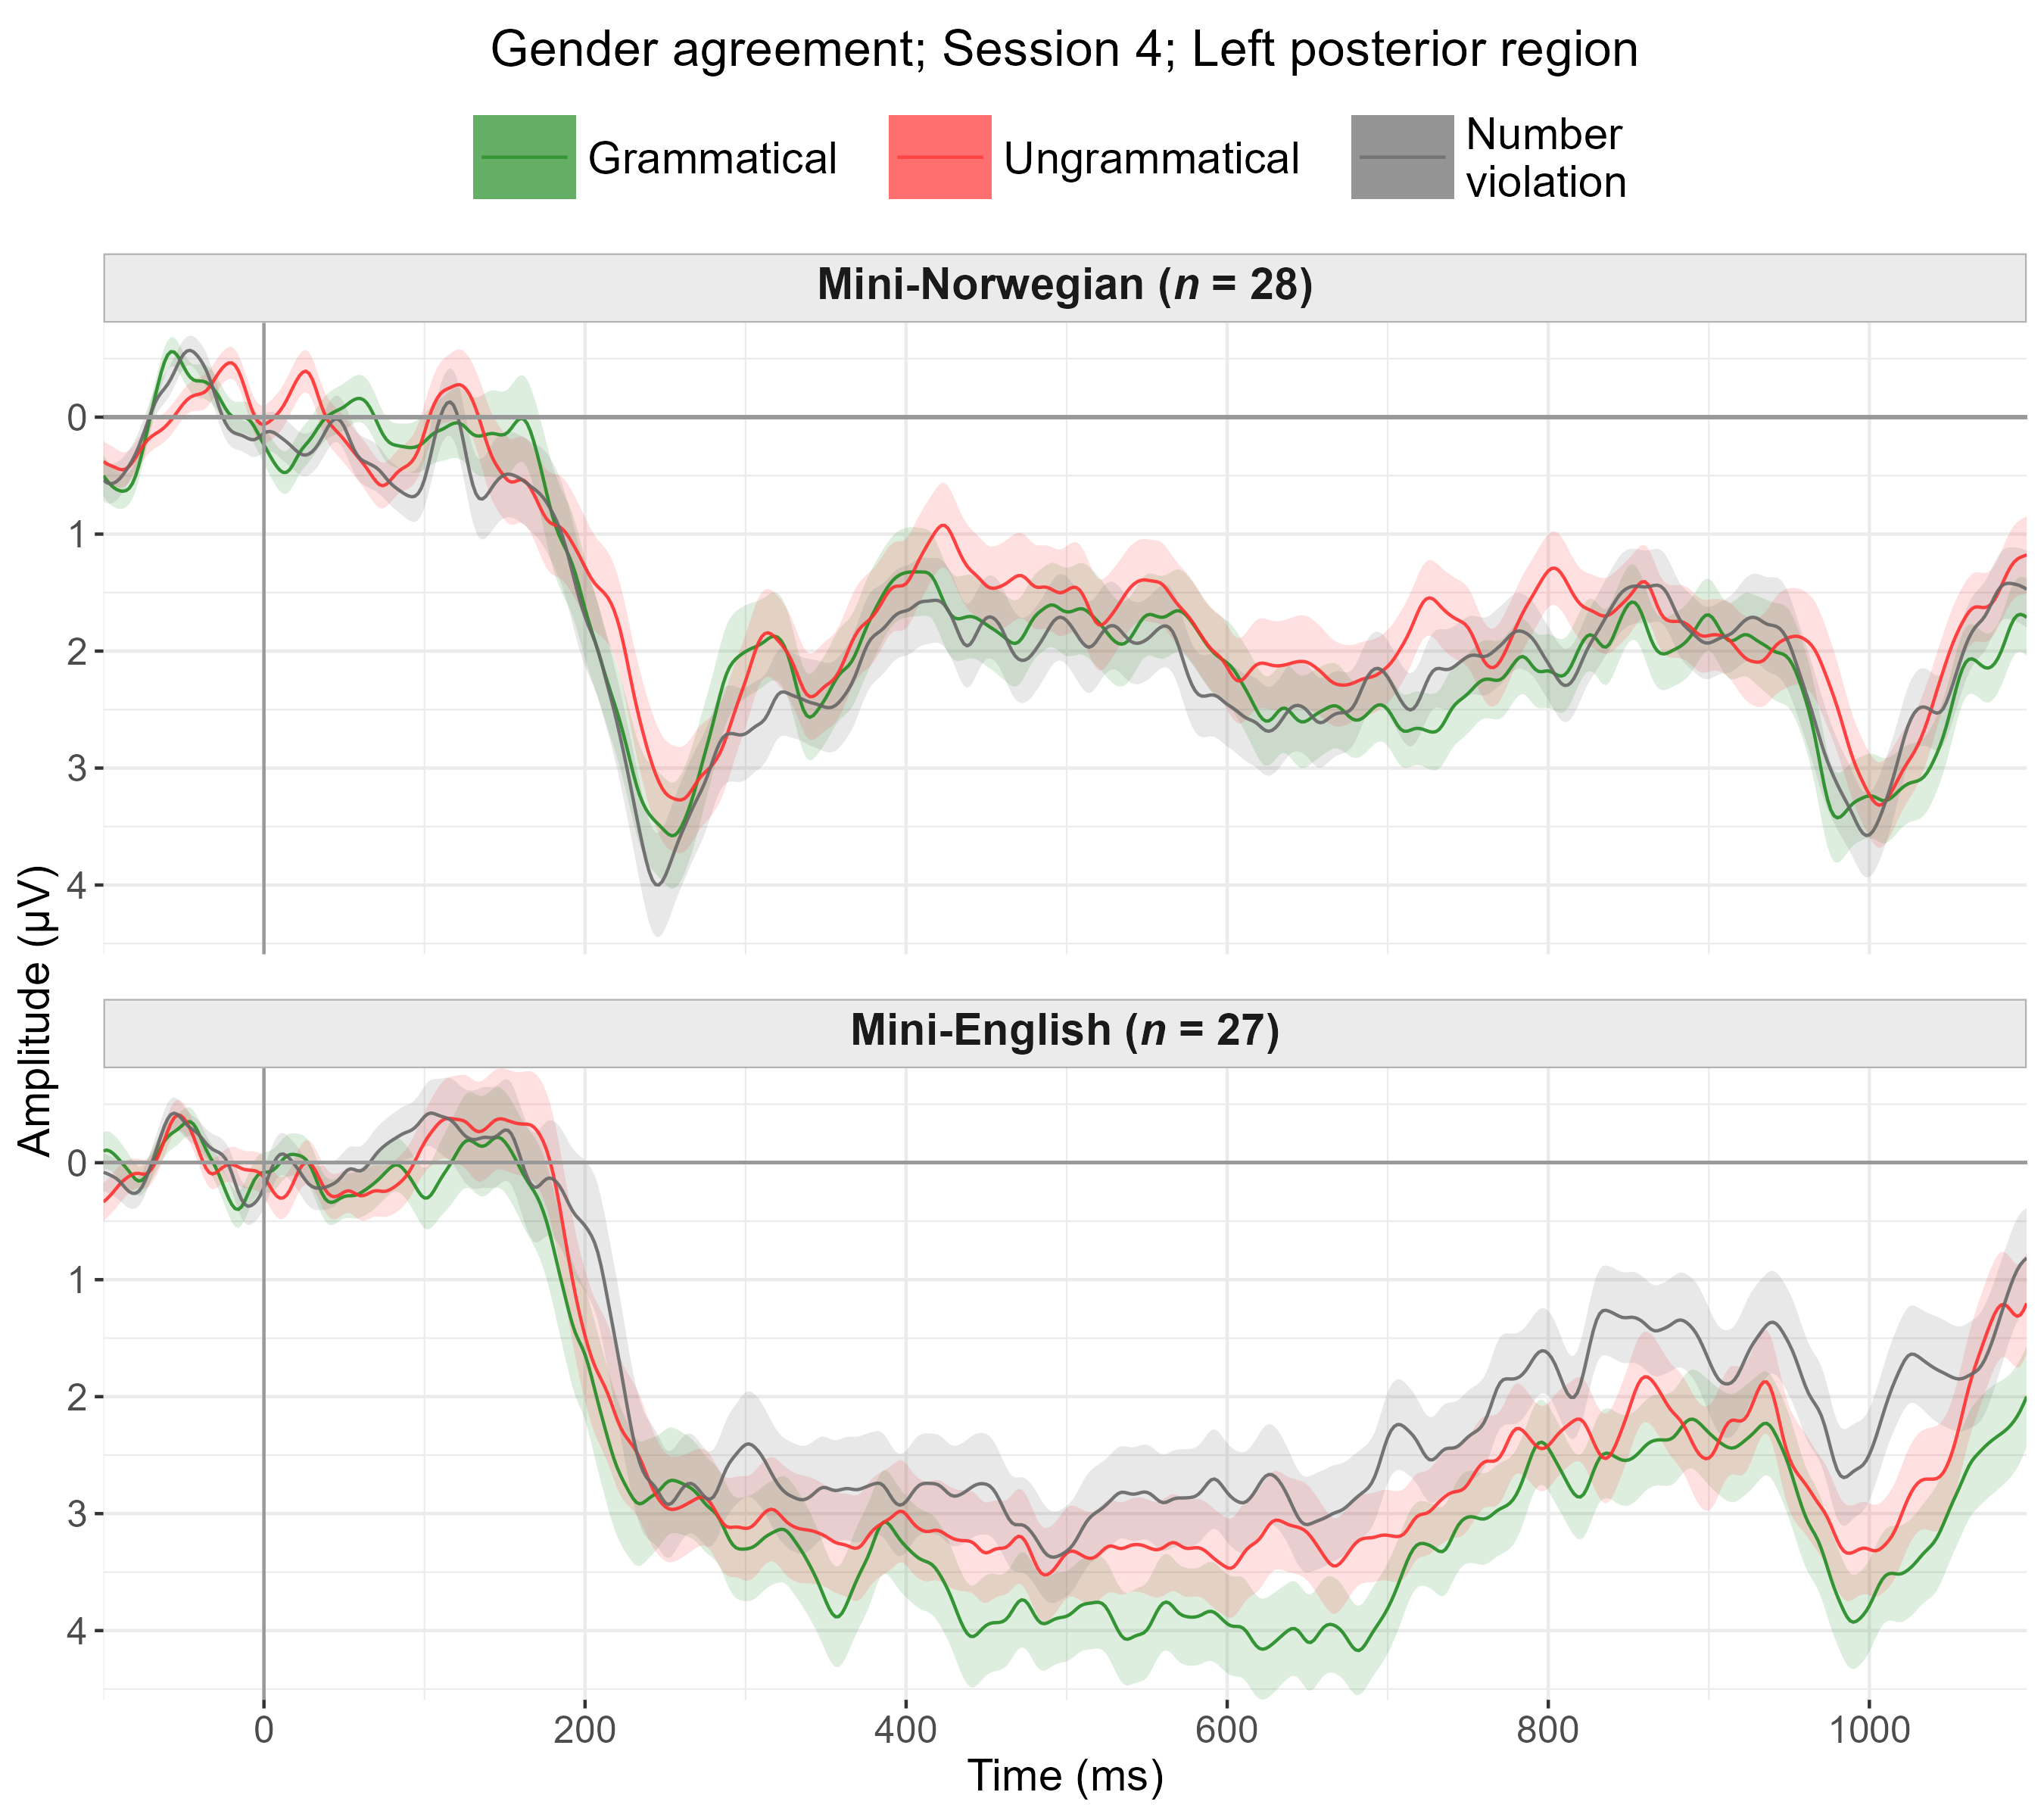 Gender agreement; Session 4; Left posterior region
Grammatical
Ungrammatical
Number
violation
Mini-Norwegian (n = 28)
0
1
2
3
4
Mini-English (n = 27)
0
1
2
3
4
Amplitude (µV)
0 200 400 600 800 1000
Time (ms)